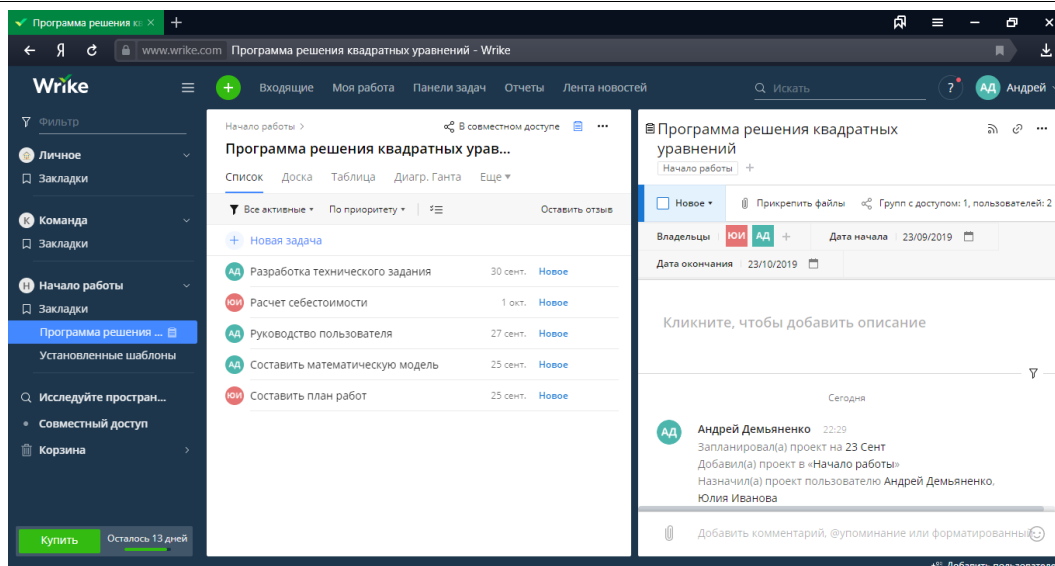 Программа решения кв
www.wrike.com Программа решения квадратных уравнений - Wrike
Wrike
Входящие Моя работа Панели задач Отчеты Лента новостей
Искать
?
АД Андрей
Фильтр
Личное
Закладки
К Команда
Закладки
Н Начало работы
Закладки
Программа решения ...
Установленные шаблоны
Исследуйте простран...
Совместный доступ
Корзина
Купить Осталось 13 дней
Начало работы >
В совместном доступе
Программа решения квадратных урав...
Список Доска Таблица Диагр. Ганта Еще
Все активные По приоритету Оставить отзыв
+ Новая задача
АД Разработка технического задания 30 сент. Новое
ЮИ Расчет себестоимости 1 окт. Новое
АД Руководство пользователя 27 сент. Новое
АД Составить математическую модель 25 сент. Новое
ЮИ Составить план работ 25 сент. Новое
Программа решения квадратных
уравнений
Начало работы +
Новое Прикрепить файлы Групп с доступом: 1, пользователей: 2
Владельцы ЮИ АД + Дата начала 23/09/2019
Дата окончания 23/10/2019
Кликните, чтобы добавить описание
Сегодня
АД Андрей Демьяненко 22:29
Запланировал(а) проект на 23 Сент
Добавил(а) проект в «Начало работы»
Назначил(а) проект пользователю Андрей Демьяненко,
Юлия Иванова
Добавить комментарий, @упоминание или форматированный
Добавить пользователя